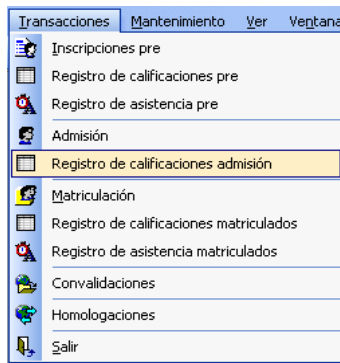 Transacciones Mantenimiento Ver Ventana
Inscripciones pre
Registro de calificaciones pre
Registro de asistencia pre
Admisión
Registro de calificaciones admisión
Matriculación
Registro de calificaciones matriculados
Registro de asistencia matriculados
Convalidaciones
Homologaciones
Salir